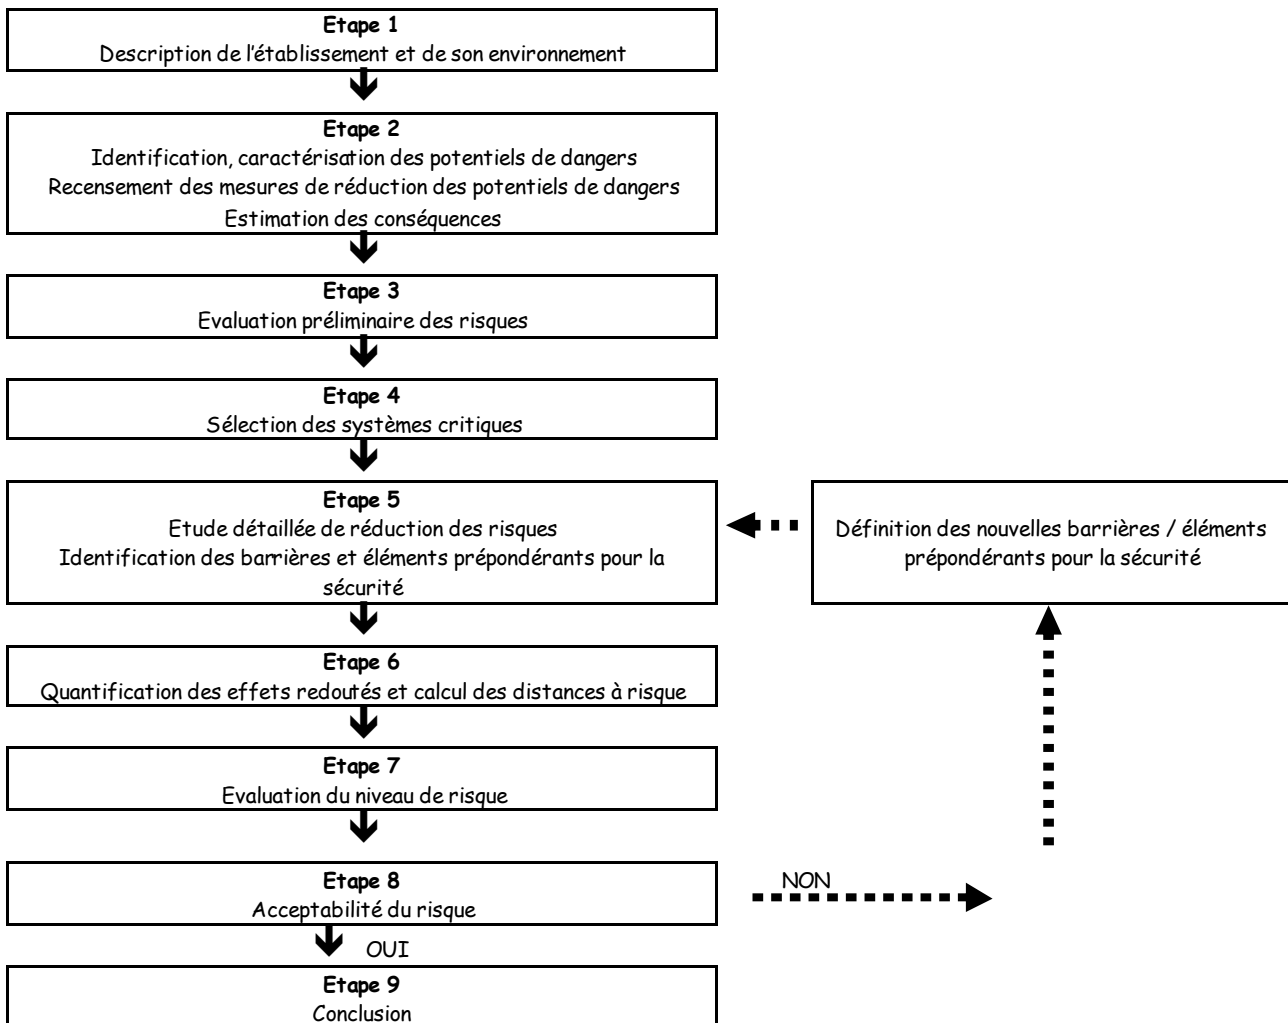 Etape 1
Description de l'établissement et de son environnement
Etape 2
Identification, caractérisation des potentiels de dangers
Recensement des mesures de réduction des potentiels de dangers
Estimation des conséquences
Etape 3
Evaluation préliminaire des risques
Etape 4
Sélection des systèmes critiques
Etape 5
Etude détaillée de réduction des risques
Identification des barrières et éléments prépondérants pour la
sécurité
Définition des nouvelles barrières / éléments
prépondérants pour la sécurité
Etape 6
Quantification des effets redoutés et calcul des distances à risque
Etape 7
Evaluation du niveau de risque
Etape 8
Acceptabilité du risque
NON
OUI
Etape 9
Conclusion